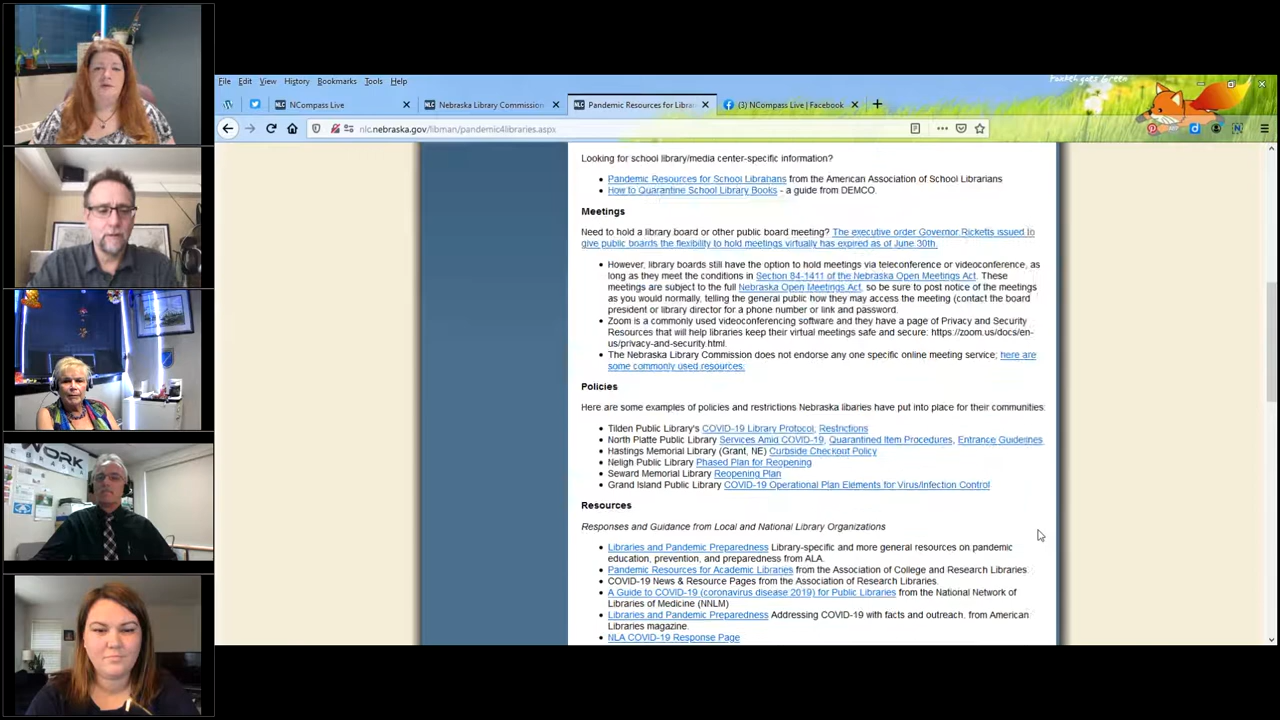 File Edit View History Bookmarks Tools Help
NCompass Live
Nebraska Library Commission
Pandemic Resources for Librar
(3) NCompass Live | Facebook
nlc.nebraska.gov/libman/pandemic4libraries.aspx
Looking for school library/media center-specific information?
Pandemic Resources for School Librarians from the American Association of School Librarians
How to Quarantine School Library Books - a guide from DEMCO.
Meetings
Need to hold a library board or other public board meeting? The executive order Governor Ricketts issued to
give public boards the flexibility to hold meetings virtually has expired as of June 30th.
However, library boards still have the option to hold meetings via teleconference or videoconference, as
long as they meet the conditions in Section 84-1411 of the Nebraska Open Meetings Act. These
meetings are subject to the full Nebraska Open Meetings Act, so be sure to post notice of the meetings
as you would normally, telling the general public how they may access the meeting (contact the board
president or library director for a phone number or link and password.
Zoom is a commonly used videoconferencing software and they have a page of Privacy and Security
Resources that will help libraries keep their virtual meetings safe and secure: https://zoom.us/docs/en-
us/privacy-and-security.html.
The Nebraska Library Commission does not endorse any one specific online meeting service; here are
some commonly used resources.
Policies
Here are some examples of policies and restrictions Nebraska libaries have put into place for their communities:
Tilden Public Library's COVID-19 Library Protocol, Restrictions
North Platte Public Library Services Amid COVID-19, Quarantined Item Procedures, Entrance Guidelines
Hastings Memorial Library (Grant, NE) Curbside Checkout Policy
Neligh Public Library Phased Plan for Reopening
Seward Memorial Library Reopening Plan
Grand Island Public Library COVID-19 Operational Plan Elements for Virus/Infection Control
Resources
Responses and Guidance from Local and National Library Organizations
Libraries and Pandemic Preparedness Library-specific and more general resources on pandemic
education, prevention, and preparedness from ALA.
Pandemic Resources for Academic Libraries from the Association of College and Research Libraries.
COVID-19 News & Resource Pages from the Association of Research Libraries.
A Guide to COVID-19 (coronavirus disease 2019) for Public Libraries from the National Network of
Libraries of Medicine (NNLM)
Libraries and Pandemic Preparedness Addressing COVID-19 with facts and outreach, from American
Libraries magazine.
NLA COVID-19 Response Page